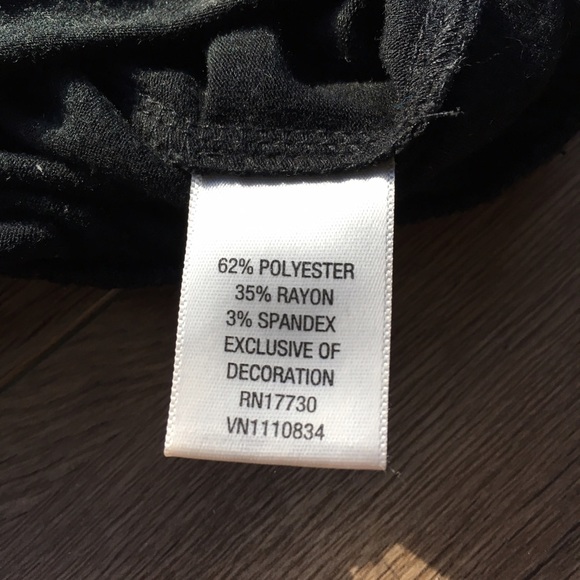 62% POLYESTER
35% RAYON
3% SPANDEX
EXCLUSIVE OF
DECORATION
RN17730
VN1110834